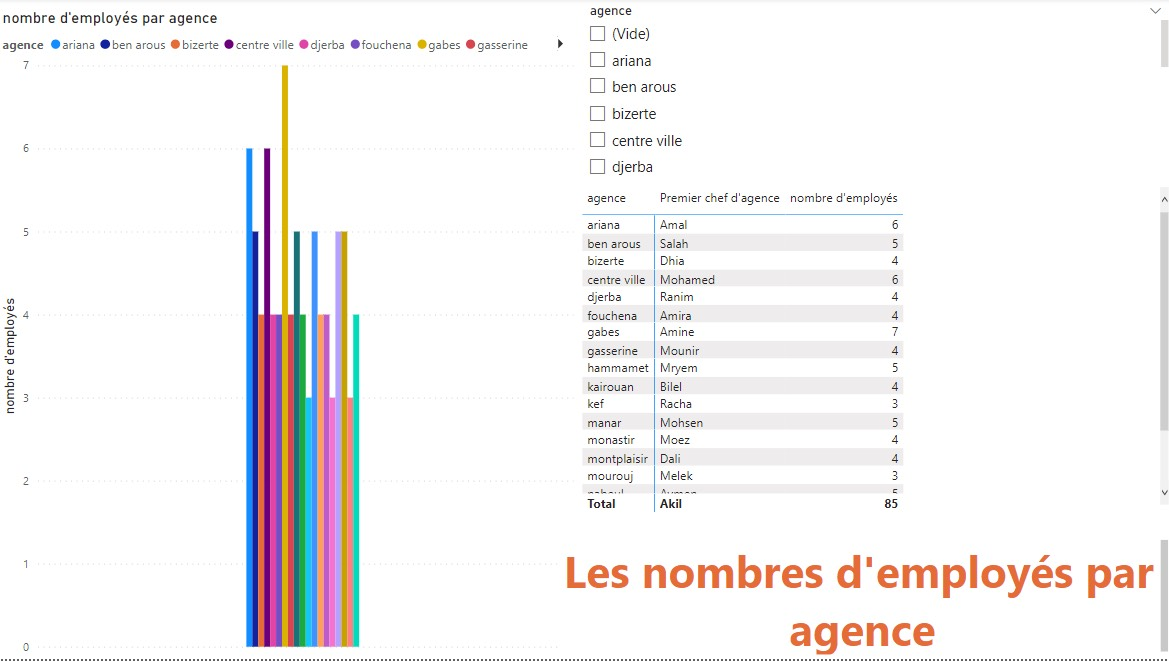 nombre d'employés par agence
agence ariana ben arous bizerte centre ville djerba fouchena gabes gasserine
7
6
5
4
3
2
1
0
nombre d'employés
agence
(Vide)
ariana
ben arous
bizerte
centre ville
djerba
agence Premier chef d'agence nombre d'employés
ariana Amal 6
ben arous Salah 5
bizerte Dhia 4
centre ville Mohamed 6
djerba Ranim 4
fouchena Amira 4
gabes Amine 7
gasserine Mounir 4
hammamet Mryem 5
kairouan Bilel 4
kef Racha 3
manar Mohsen 5
monastir Moez 4
montplaisir Dali 4
mourouj Melek 3
Total Akil 85
Les nombres d'employés par
agence